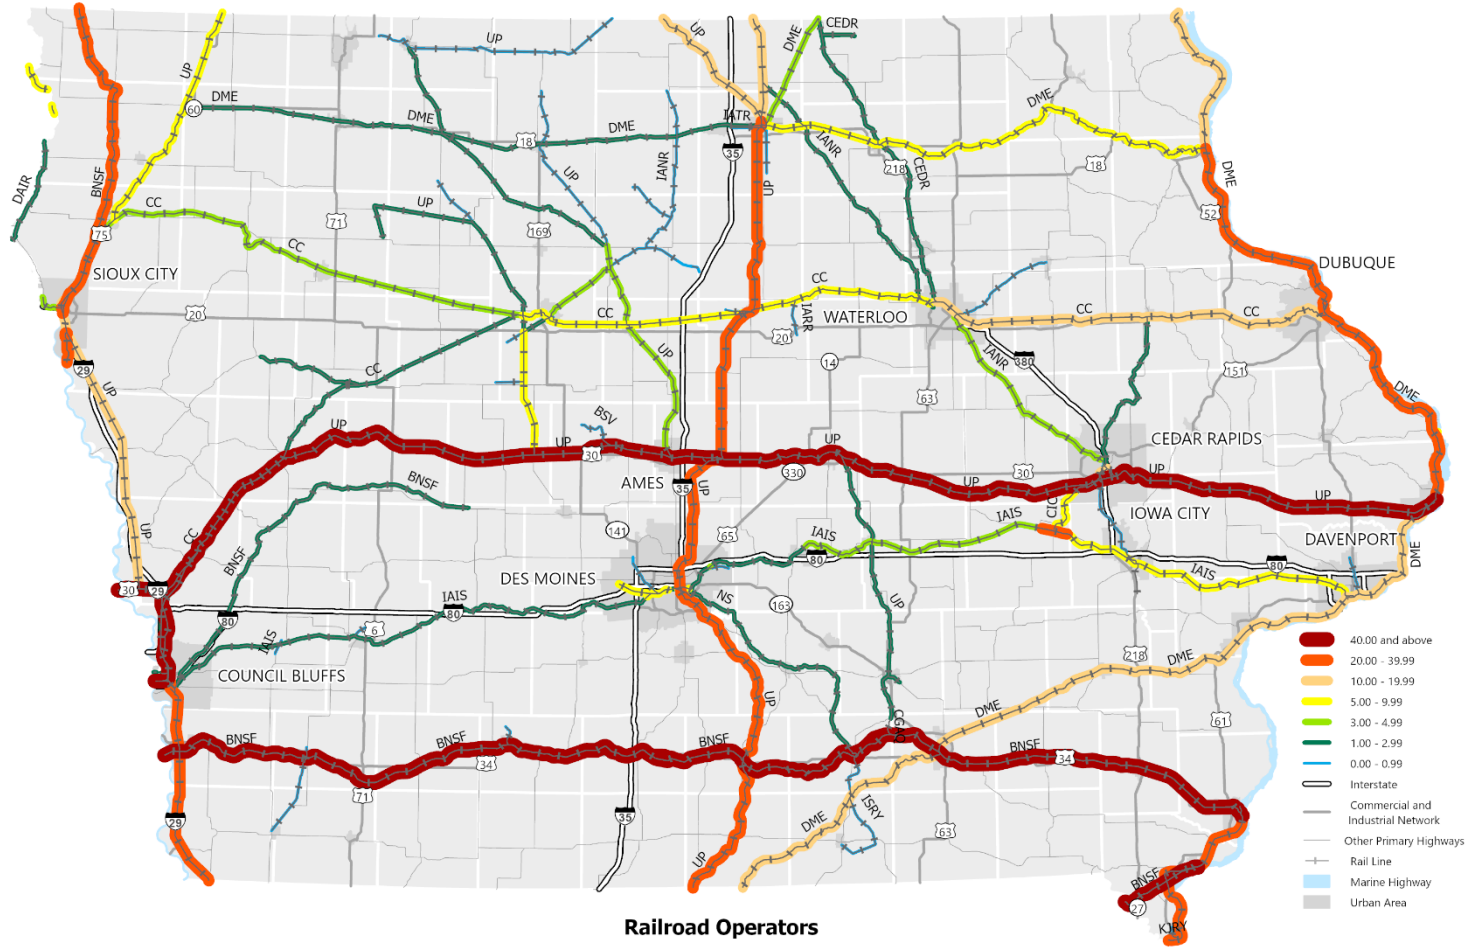 UP
CEDR
UP
DME
UP
UP
60
DME
DME
DME
IATR
DME
18
35
IANR
218
CEDR
18
DME
BNSF
DAIR
UP
IANR
UP
CC
UP
71
169
52
75
CC
SIOUX CITY
DUBUQUE
20
CC
CC
IARR
WATERLOO
CC
CC
20
UP
IANR
380
14
151
29
UP
CC
63
DME
BSV
UP
UP
30
UP
330
CEDAR RAPIDS
30
UP
UP
UP
AMES
35
UP
BNSF
CIC
IOWA CITY
141
65
IAIS
IAIS
DAVENPORT
UP
CC
BNSF
80
80
DME
DES MOINES
IAIS
30
29
IAIS
80
80
NS
163
UP
6
IAIS
218
DME
COUNCIL BLUFFS
UP
DME
CGAO
61
BNSF
BNSF
BNSF
BNSF
34
34
71
29
35
DME
ISRY
63
UP
BNSF
27
KJRY
40.00 and above
20.00 - 39.99
10.00 - 19.99
5.00 - 9.99
3.00 - 4.99
1.00 - 2.99
0.00 - 0.99
Interstate
Commercial and
Industrial Network
Other Primary Highways
Rail Line
Marine Highway
Urban Area
Railroad Operators